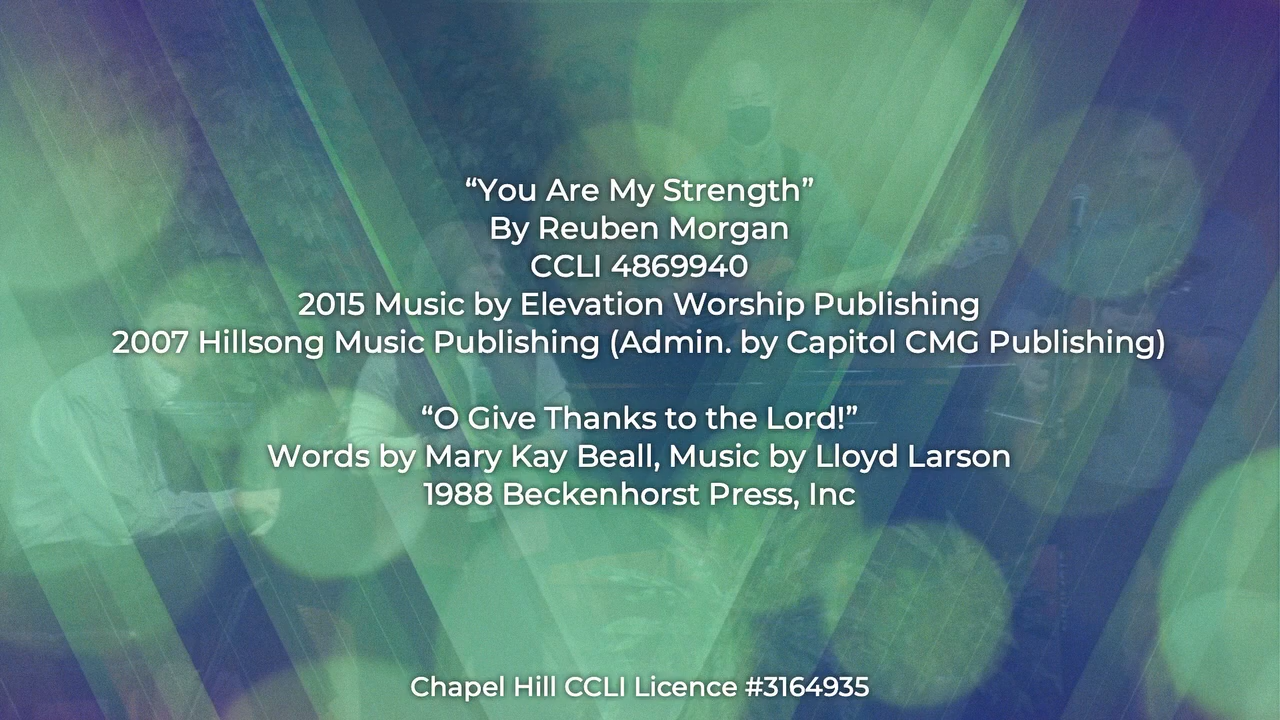 “You Are My Strength”
By Reuben Morgan
CCLI 4869940
2015 Music by Elevation Worship Publishing
2007 Hillsong Music Publishing (Admin. by Capitol CMG Publishing)
“O Give Thanks to the Lord!”
Words by Mary Kay Beall, Music by Lloyd Larson
1988 Beckenhorst Press, Inc
Chapel Hill CCLI Licence #3164935